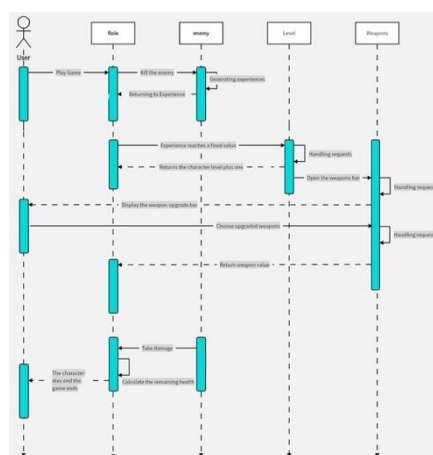 Role
enemy
Level
Weapons
User
Play Game
Kill the enemy
Generating experiences
Returning to Experience
Experience reaches a fixed value
Handling requests
Returns the character level plus one
Open the weapons bar
Handling reque
Display the weapon upgrade bar
Choose upgraded weapons
Handling reque
Return weapon value
Take damage
The character
dies and the
game ends
Calculate the remaining health